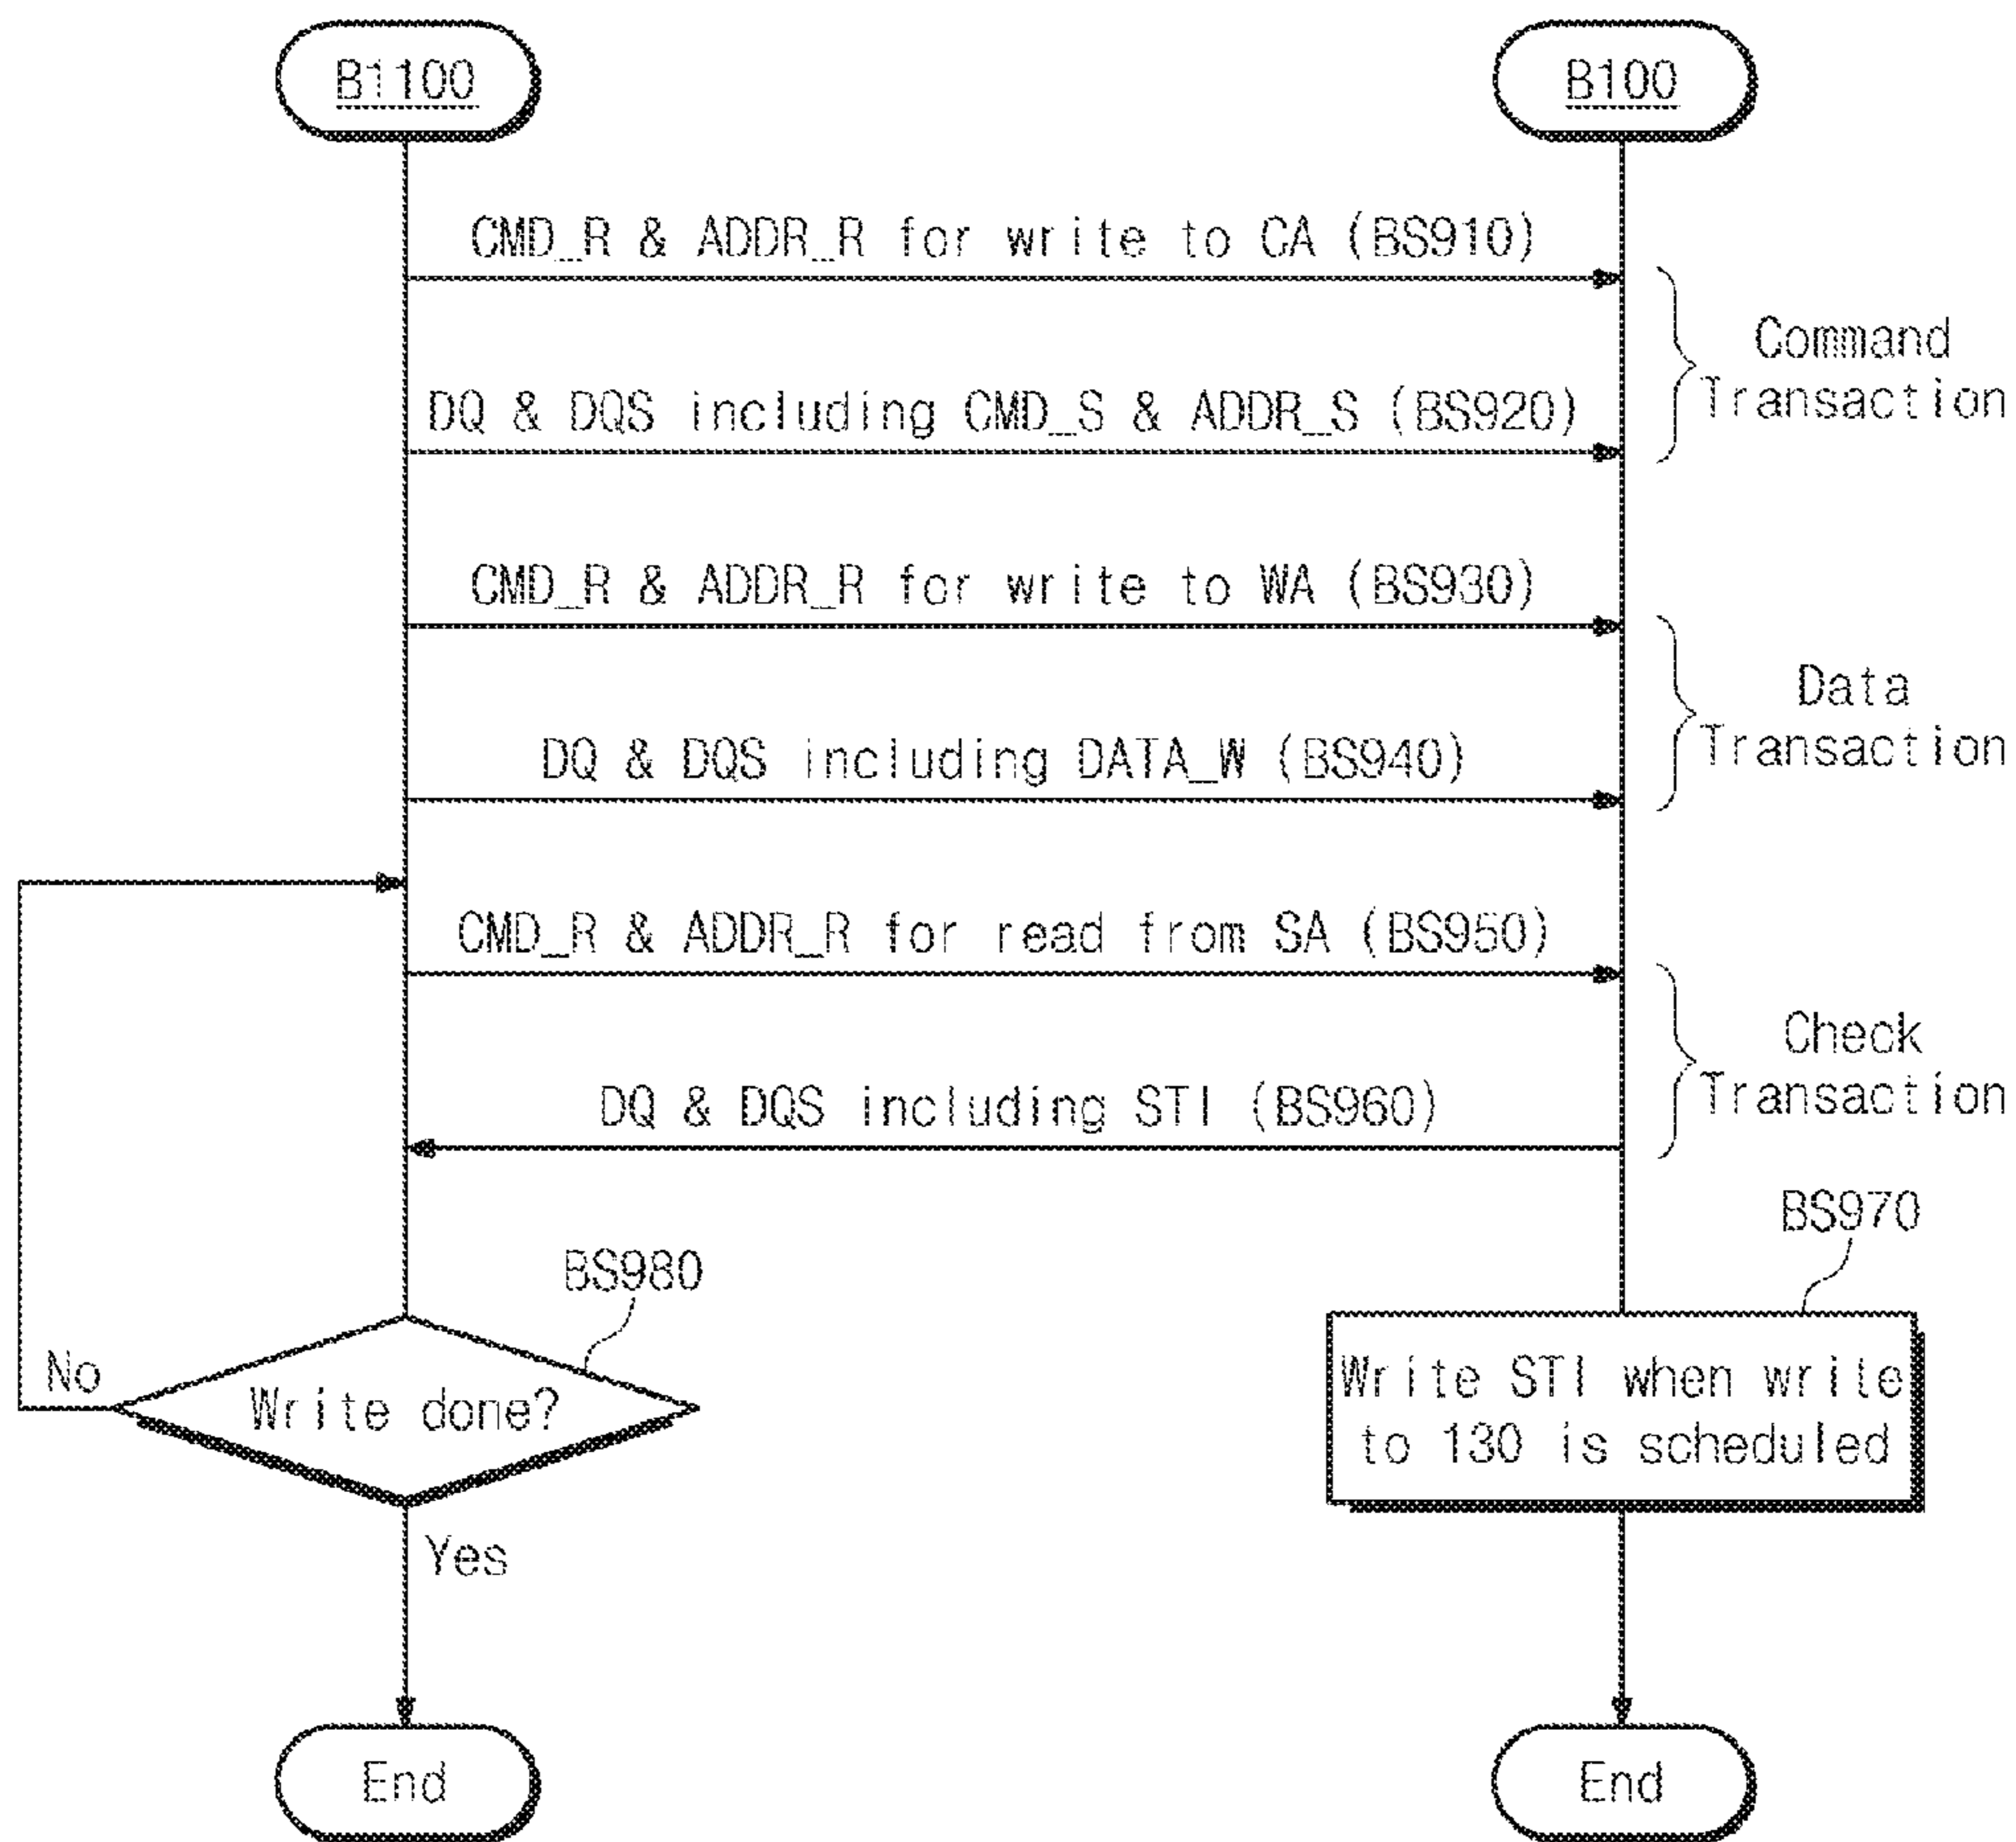 B1100
B100
CMD_R & ADDR_R for write to CA (BS910)
Command
Transaction
DQ & DQS including CMD_S & ADDR_S (BS920)
CMD_R & ADDR_R for write to WA (BS930)
Data
Transaction
DQ & DQS including DATA_W (BS940)
CMD_R & ADDR_R for read from SA (BS950)
Check
Transaction
DQ & DQS including STI (BS960)
BS970
BS980
No
Write done?
Write STI when write
to 130 is scheduled
Yes
End
End